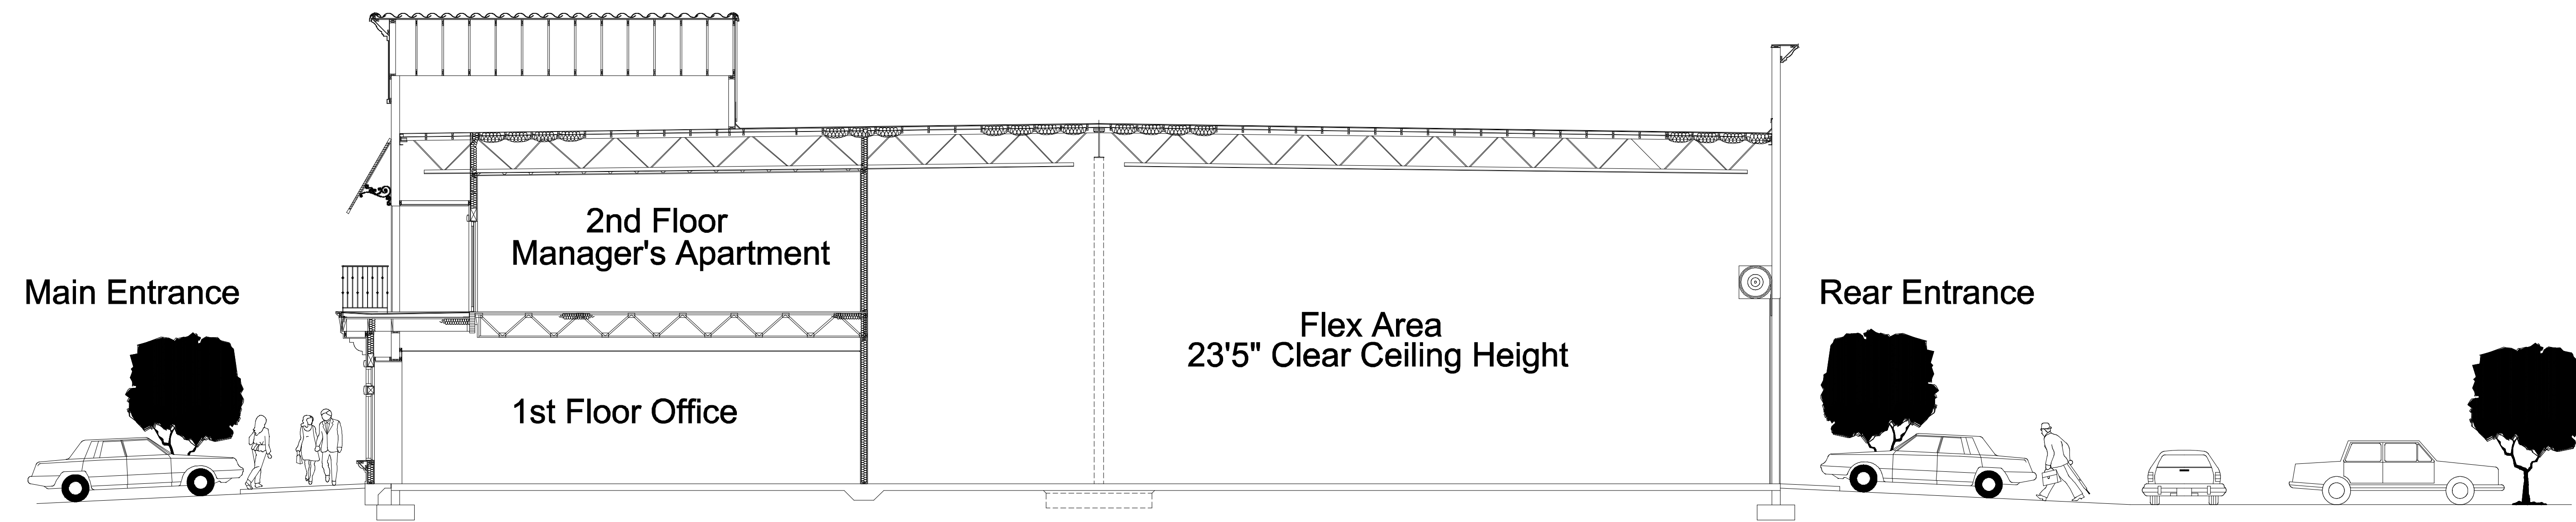 Main Entrance
2nd Floor
Manager's Apartment
1st Floor Office
Flex Area
23'5" Clear Ceiling Height
Rear Entrance